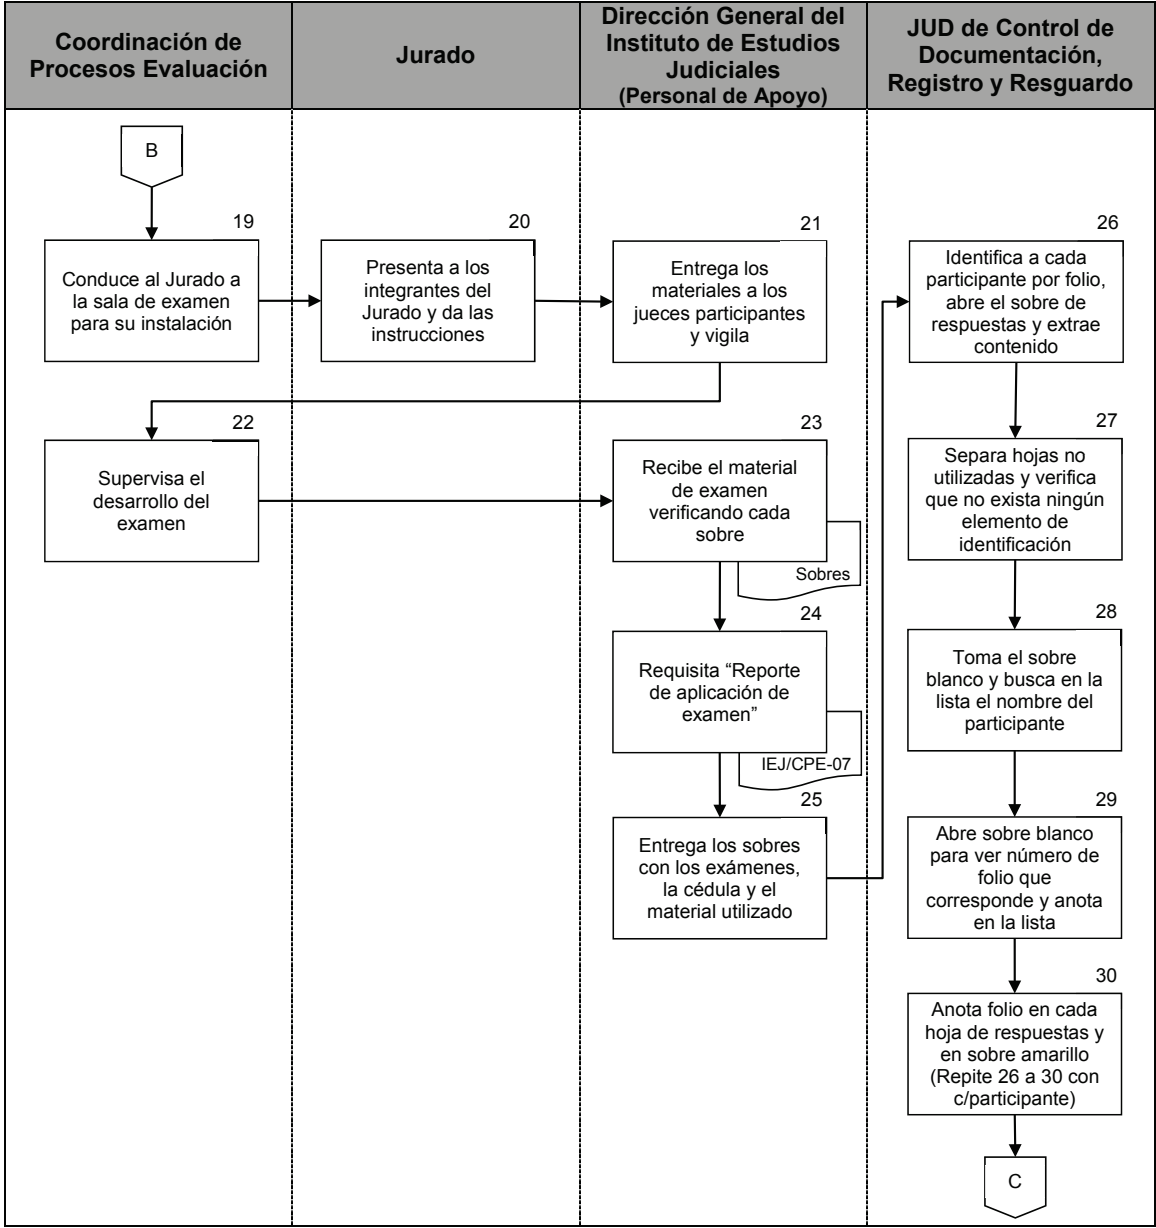 Coordinación de
Procesos Evaluación
Jurado
Dirección General del
Instituto de Estudios
Judiciales
(Personal de Apoyo)
JUD de Control de
Documentación,
Registro y Resguardo
B
19
Conduce al Jurado a
la sala de examen
para su instalación
20
Presenta a los
integrantes del
Jurado y da las
instrucciones
21
Entrega los
materiales a los
jueces participantes
y vigila
22
Supervisa el
desarrollo del
examen
23
Recibe el material
de examen
verificando cada
sobre
Sobres
24
Requisita “Reporte
de aplicación de
examen”
IEJ/CPE-07
25
Entrega los sobres
con los exámenes,
la cédula y el
material utilizado
26
Identifica a cada
participante por folio,
abre el sobre de
respuestas y extrae
contenido
27
Separa hojas no
utilizadas y verifica
que no exista ningún
elemento de
identificación
28
Toma el sobre
blanco y busca en la
lista el nombre del
participante
29
Abre sobre blanco
para ver número de
folio que
corresponde y anota
en la lista
30
Anota folio en cada
hoja de respuestas y
en sobre amarillo
(Repite 26 a 30 con
c/participante)
C